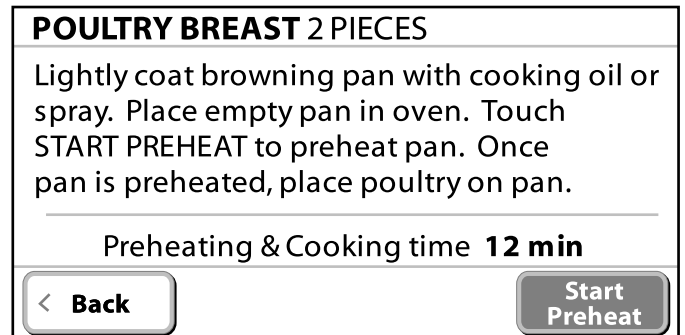 POULTRY BREAST 2 PIECES
Lightly coat browning pan with cooking oil or
spray. Place empty pan in oven. Touch
START PREHEAT to preheat pan. Once
pan is preheated, place poultry on pan.
Preheating & Cooking time 12 min
< Back
Start
Preheat